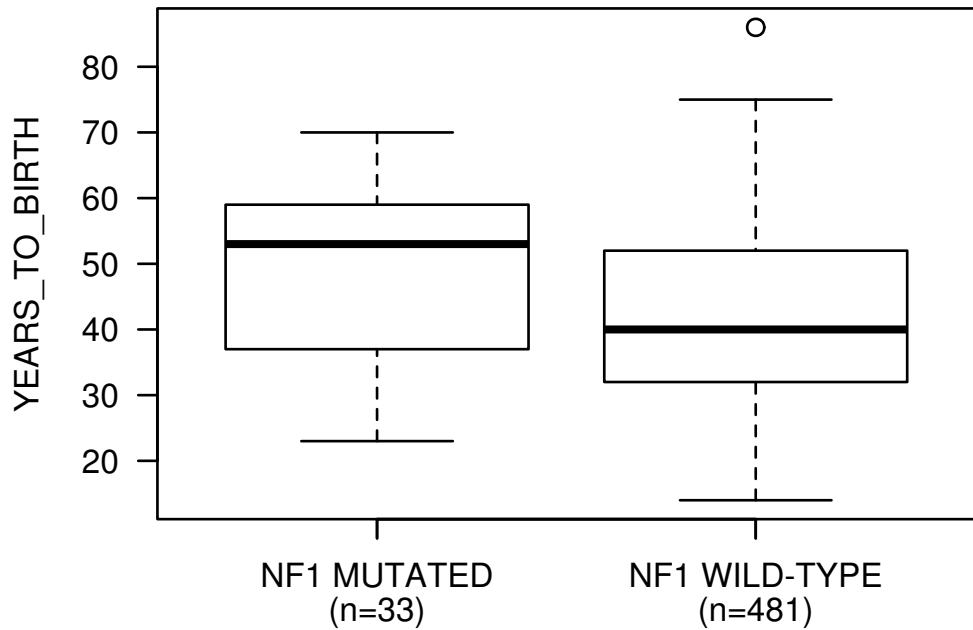 YEARS_TO_BIRTH
80
70
60
50
40
30
20
NF1 MUTATED
(n=33)
NF1 WILD-TYPE
(n=481)